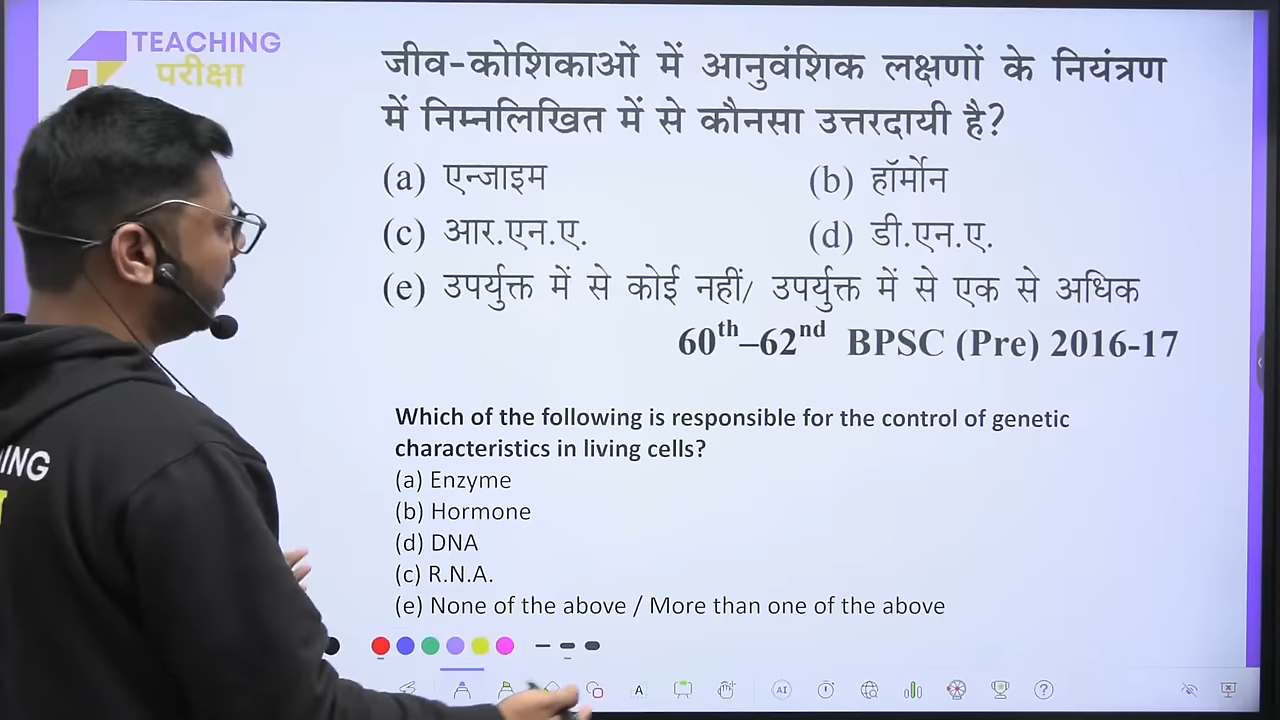 TEACHING
परीक्षा
जीव-कोशिकाओं में आनुवंशिक लक्षणों के नियंत्रण
में निम्नलिखित में से कौनसा उत्तरदायी है?
(a) एन्जाइम (b) हॉर्मोन
(c) आर.एन.ए. (d) डी.एन.ए.
(e) उपर्युक्त में से कोई नहीं/ उपर्युक्त में से एक से अधिक
60th–62nd BPSC (Pre) 2016-17
Which of the following is responsible for the control of genetic
characteristics in living cells?
(a) Enzyme
(b) Hormone
(d) DNA
(c) R.N.A.
(e) None of the above / More than one of the above
A AI ?